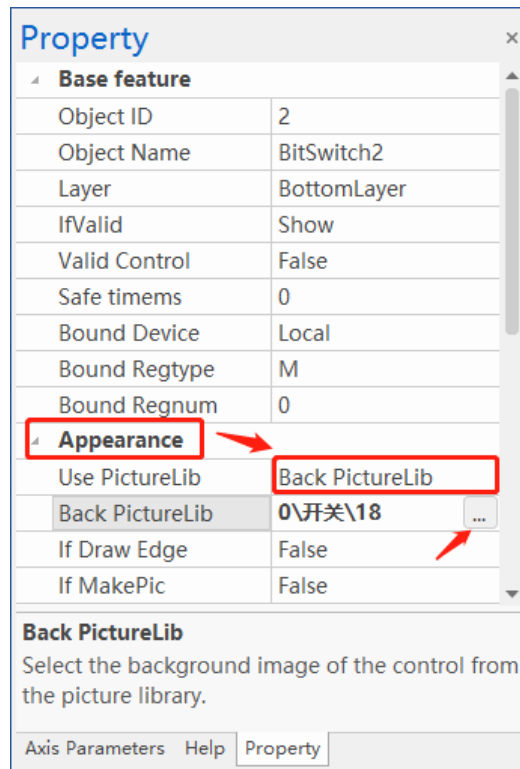 Property
Base feature
Object ID 2
Object Name BitSwitch2
Layer BottomLayer
IfValid Show
Valid Control False
Safe timems 0
Bound Device Local
Bound Regtype M
Bound Regnum 0
Appearance
Use PictureLib Back PictureLib
Back PictureLib 0\开关\18 ...
If Draw Edge False
If MakePic False
Back PictureLib
Select the background image of the control from
the picture library.
Axis Parameters Help Property